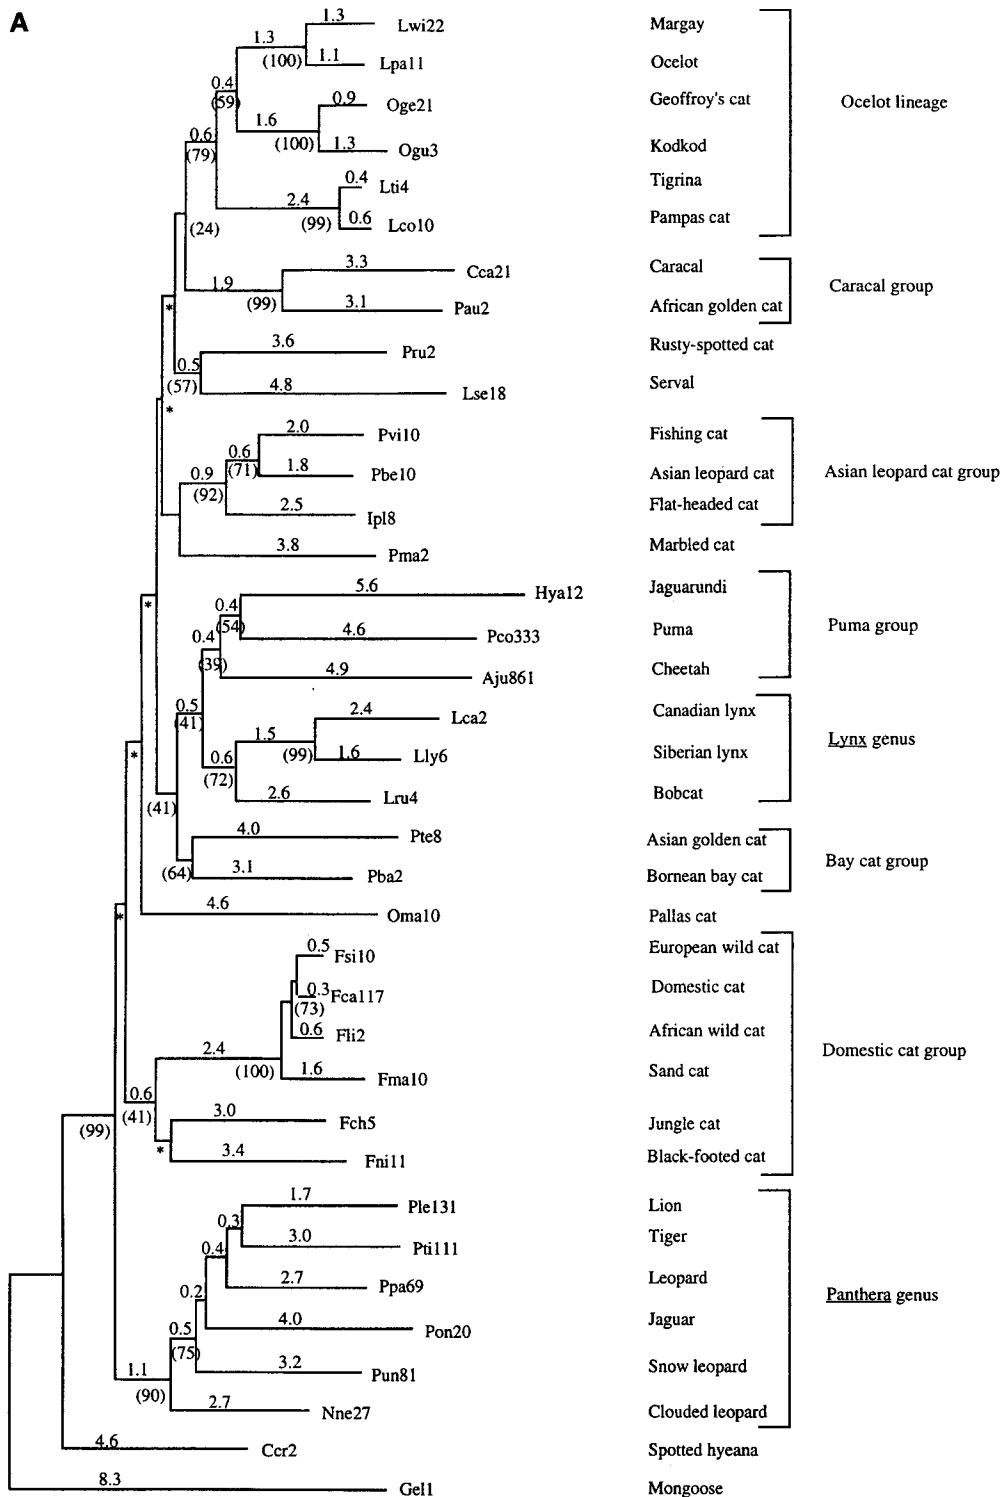 A
1.3 Lwi22 Margay
1.3
(100) 1.1 Lpa11 Ocelot
0.4
(59) 0.9 Oge21 Geoffroy's cat Ocelot lineage
1.6
0.6 (100) 1.3 Ogu3 Kodkod
(79)
0.4 Lti4 Tigrina
2.4
(24) (99) 0.6 Lco10 Pampas cat
3.3 Cca21 Caracal
1.9 Caracal group
* (99) 3.1 Pau2 African golden cat
3.6 Pru2 Rusty-spotted cat
0.5
(57) 4.8 Lse18 Serval
*
2.0 Pvi10 Fishing cat
0.6
0.9 (71) 1.8 Pbe10 Asian leopard cat Asian leopard cat group
(92)
2.5 Ipl8 Flat-headed cat
3.8 Pma2 Marbled cat
5.6 Hya12 Jaguarundi
* 0.4
(54) Puma group
0.4 4.6 Pco333 Puma
(39)
4.9 Aju861 Cheetah
0.5 2.4 Lca2 Canadian lynx
(41) 1.5
* 0.6 (99) 1.6 Lly6 Siberian lynx Lynx genus
(72)
2.6 Lru4 Bobcat
(41)
4.0 Pte8 Asian golden cat
Bay cat group
(64) 3.1 Pba2 Bornean bay cat
* 4.6 Oma10 Pallas cat
0.5 Fsi10 European wild cat
0.3 Fca117 Domestic cat
(73)
0.6 Fli2 African wild cat
2.4 Domestic cat group
(100) 1.6 Fma10 Sand cat
0.6
(41) 3.0 Fch5 Jungle cat
(99)
* 3.4 Fni11 Black-footed cat
1.7 Ple131 Lion
0.3
0.4 3.0 Pti111 Tiger
0.2 2.7 Ppa69 Leopard Panthera genus
0.5 4.0 Pon20 Jaguar
(75)
1.1 3.2 Pun81 Snow leopard
(90)
2.7 Nne27 Clouded leopard
4.6 Ccr2 Spotted hyeana
8.3 Gel1 Mongoose